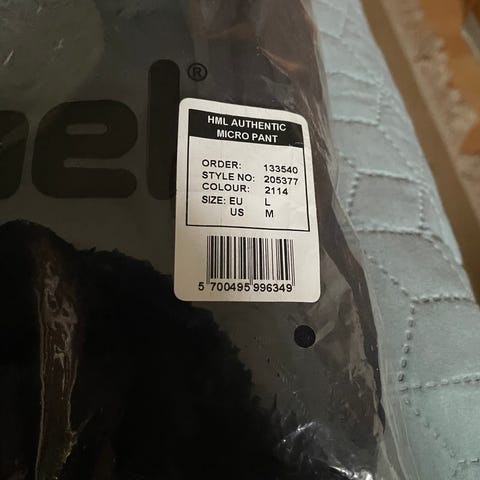 mel®
HML AUTHENTIC
MICRO PANT
ORDER: 133540
STYLE NO: 205377
COLOUR: 2114
SIZE: EU L
US M
5 700495 996349